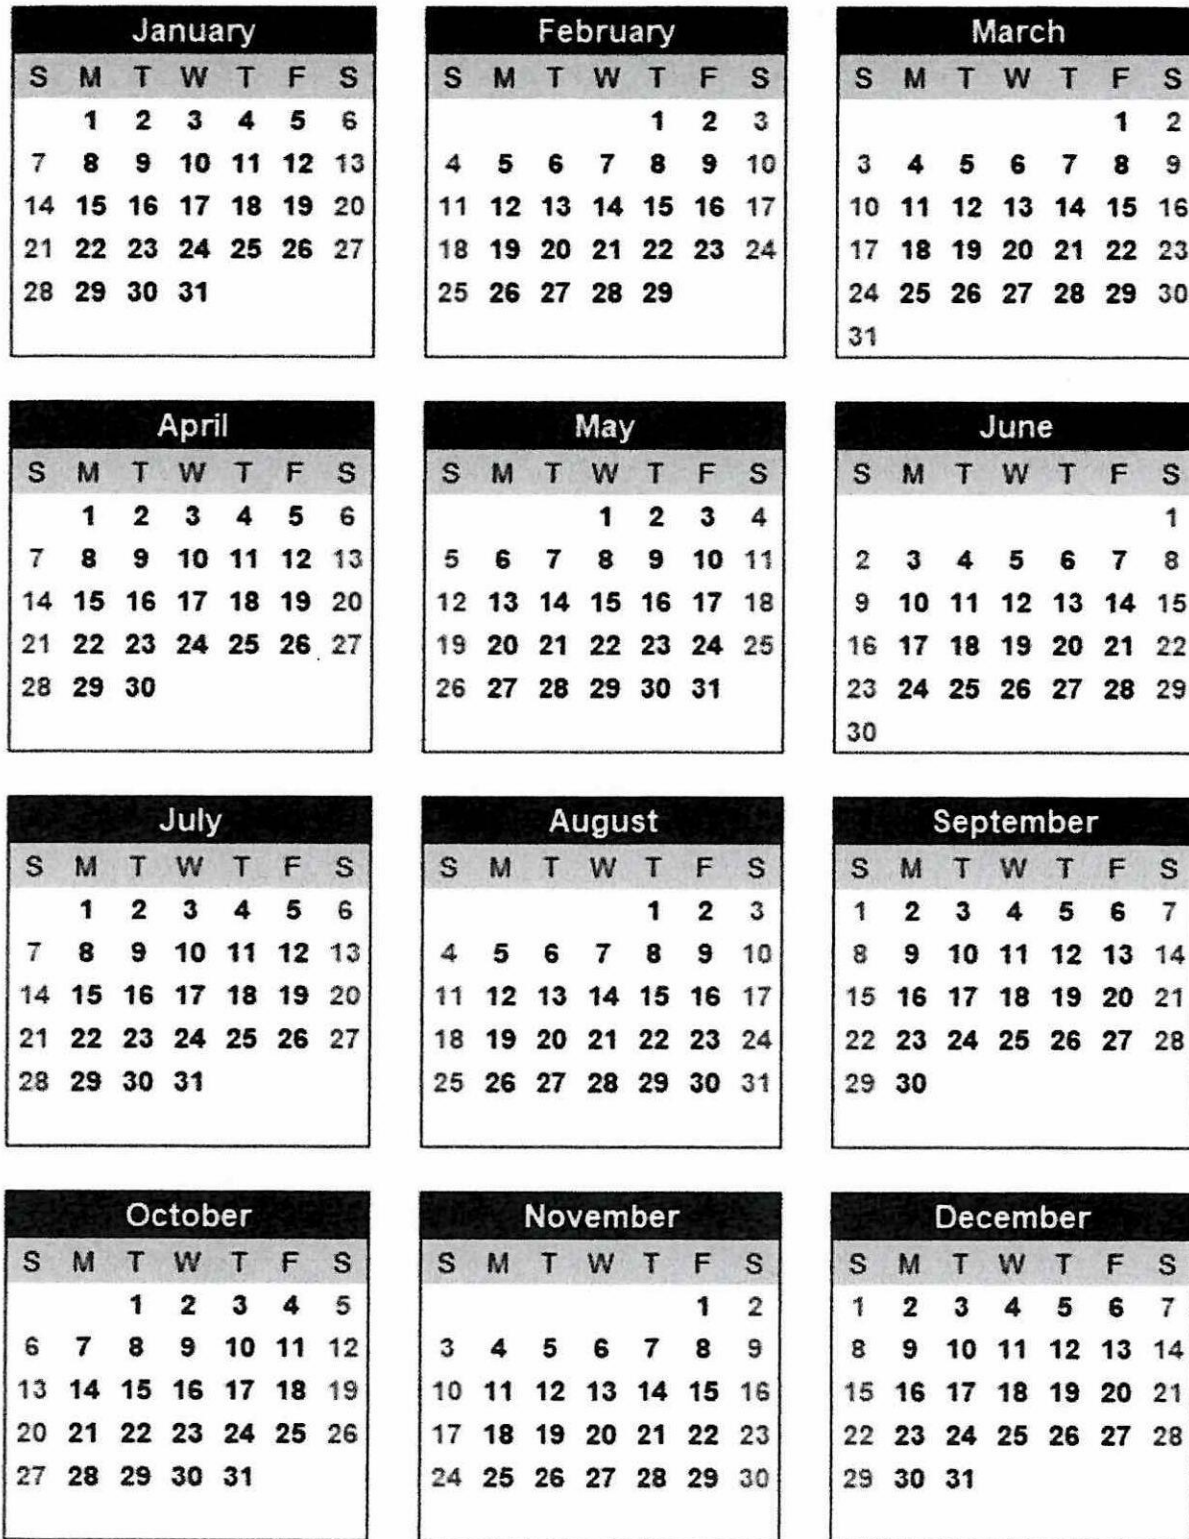 January
S M T W T F S
1 2 3 4 5 6
7 8 9 10 11 12 13
14 15 16 17 18 19 20
21 22 23 24 25 26 27
28 29 30 31
February
S M T W T F S
1 2 3
4 5 6 7 8 9 10
11 12 13 14 15 16 17
18 19 20 21 22 23 24
25 26 27 28 29
March
S M T W T F S
1 2
3 4 5 6 7 8 9
10 11 12 13 14 15 16
17 18 19 20 21 22 23
24 25 26 27 28 29 30
31
April
S M T W T F S
1 2 3 4 5 6
7 8 9 10 11 12 13
14 15 16 17 18 19 20
21 22 23 24 25 26 27
28 29 30
May
S M T W T F S
1 2 3 4
5 6 7 8 9 10 11
12 13 14 15 16 17 18
19 20 21 22 23 24 25
26 27 28 29 30 31
June
S M T W T F S
1
2 3 4 5 6 7 8
9 10 11 12 13 14 15
16 17 18 19 20 21 22
23 24 25 26 27 28 29
30
July
S M T W T F S
1 2 3 4 5 6
7 8 9 10 11 12 13
14 15 16 17 18 19 20
21 22 23 24 25 26 27
28 29 30 31
August
S M T W T F S
1 2 3
4 5 6 7 8 9 10
11 12 13 14 15 16 17
18 19 20 21 22 23 24
25 26 27 28 29 30 31
September
S M T W T F S
1 2 3 4 5 6 7
8 9 10 11 12 13 14
15 16 17 18 19 20 21
22 23 24 25 26 27 28
29 30
October
S M T W T F S
1 2 3 4 5
6 7 8 9 10 11 12
13 14 15 16 17 18 19
20 21 22 23 24 25 26
27 28 29 30 31
November
S M T W T F S
1 2
3 4 5 6 7 8 9
10 11 12 13 14 15 16
17 18 19 20 21 22 23
24 25 26 27 28 29 30
December
S M T W T F S
1 2 3 4 5 6 7
8 9 10 11 12 13 14
15 16 17 18 19 20 21
22 23 24 25 26 27 28
29 30 31